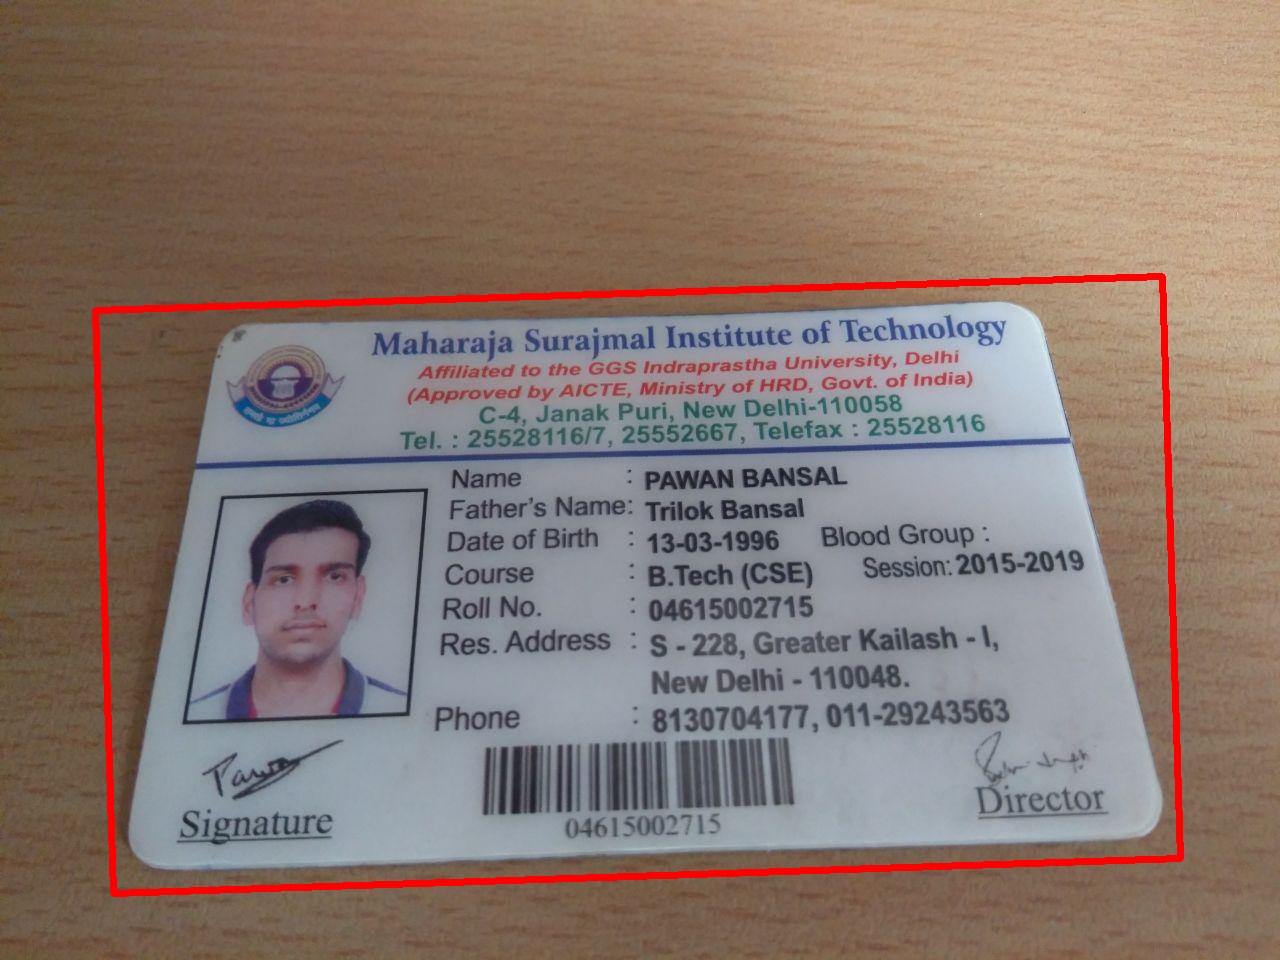 Maharaja Surajmal Institute of Technology
Affiliated to the GGS Indraprastha University, Delhi
(Approved by AICTE, Ministry of HRD, Govt. of India)
C-4, Janak Puri, New Delhi-110058
Tel. : 25528116/7, 25552667, Telefax : 25528116
Name : PAWAN BANSAL
Father's Name: Trilok Bansal
Date of Birth : 13-03-1996 Blood Group :
Course : B.Tech (CSE) Session: 2015-2019
Roll No. : 04615002715
Res. Address : S - 228, Greater Kailash - I,
New Delhi - 110048.
Phone : 8130704177, 011-29243563
Pawan
Signature
04615002715
Director